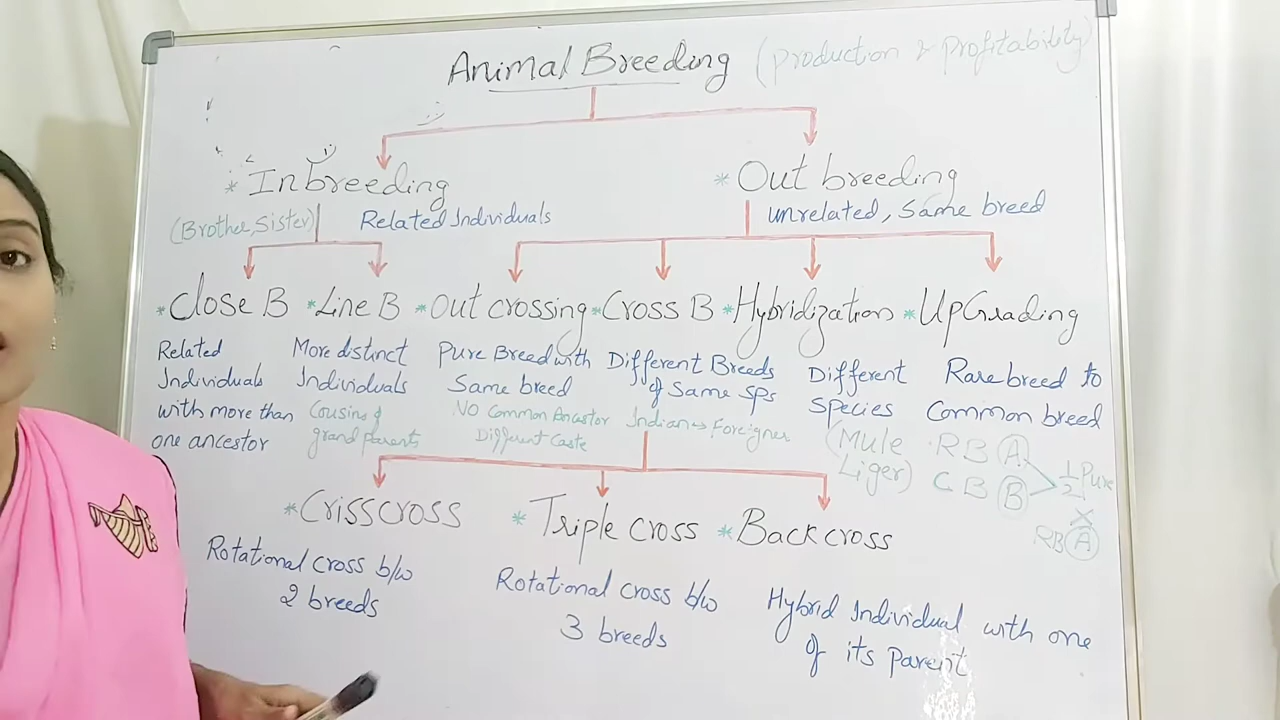 Animal Breeding (production & profitability)
* Inbreeding
(Brother, Sister) Related Individuals
* Out breeding
unrelated, Same breed
* Close B
Related
Individuals
with more than
one ancestor
* Line B
More distinct
Individuals
Cousing of
grand parents
* Out crossing
Pure Breed with
Same breed
No Common Ancestor
Different Caste
* Cross B
Different Breeds
of Same sps
Indian ↔ Foreigner
* Hybridization
Different
Species
(Mule
Liger)
* UpGrading
Rare breed to
Common breed
RB A
CB B
1/2 Pure
X
RB A
* Crisscross
Rotational cross b/w
2 breeds
* Triple cross
Rotational cross b/w
3 breeds
* Back cross
Hybrid Individual with one
of its Parent